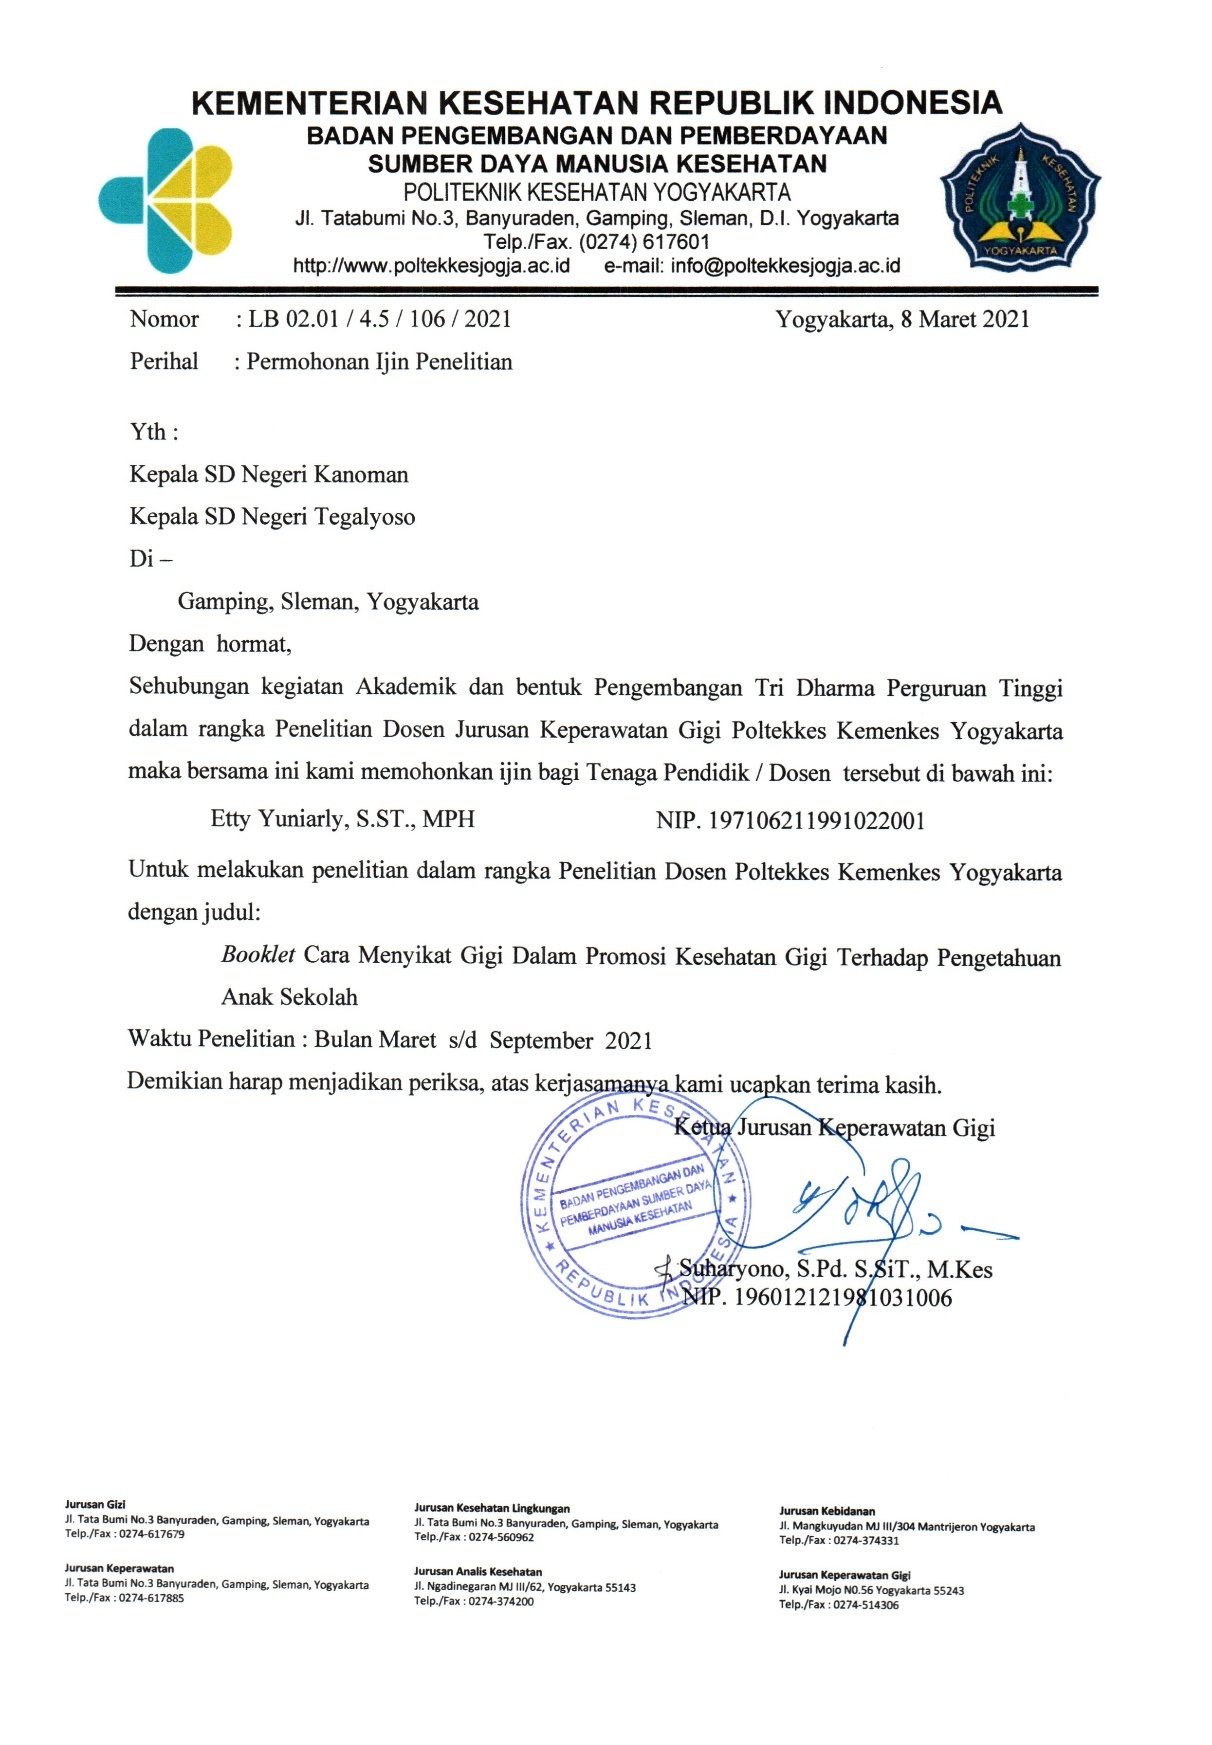 KEMENTERIAN KESEHATAN REPUBLIK INDONESIA
BADAN PENGEMBANGAN DAN PEMBERDAYAAN
SUMBER DAYA MANUSIA KESEHATAN
POLITEKNIK KESEHATAN YOGYAKARTA
Jl. Tatabumi No.3, Banyuraden, Gamping, Sleman, D.I. Yogyakarta
Telp./Fax. (0274) 617601
http://www.poltekkesjogja.ac.id e-mail: info@poltekkesjogja.ac.id
POLITEKNIK KESEHATAN
YOGYAKARTA
Nomor : LB 02.01 / 4.5 / 106 / 2021 Yogyakarta, 8 Maret 2021
Perihal : Permohonan Ijin Penelitian
Yth :
Kepala SD Negeri Kanoman
Kepala SD Negeri Tegalyoso
Di –
Gamping, Sleman, Yogyakarta
Dengan hormat,
Sehubungan kegiatan Akademik dan bentuk Pengembangan Tri Dharma Perguruan Tinggi
dalam rangka Penelitian Dosen Jurusan Keperawatan Gigi Poltekkes Kemenkes Yogyakarta
maka bersama ini kami memohonkan ijin bagi Tenaga Pendidik / Dosen tersebut di bawah ini:
Etty Yuniarly, S.ST., MPH NIP. 197106211991022001
Untuk melakukan penelitian dalam rangka Penelitian Dosen Poltekkes Kemenkes Yogyakarta
dengan judul:
Booklet Cara Menyikat Gigi Dalam Promosi Kesehatan Gigi Terhadap Pengetahuan
Anak Sekolah
Waktu Penelitian : Bulan Maret s/d September 2021
Demikian harap menjadikan periksa, atas kerjasamanya kami ucapkan terima kasih.
Ketua Jurusan Keperawatan Gigi
KEMENTERIAN KESEHATAN
BADAN PENGEMBANGAN DAN
PEMBERDAYAAN SUMBER DAYA
MANUSIA KESEHATAN
REPUBLIK INDONESIA
Suharyono, S.Pd. S.SiT., M.Kes
NIP. 196012121981031006
Jurusan Gizi
Jl. Tata Bumi No.3 Banyuraden, Gamping, Sleman, Yogyakarta
Telp./Fax : 0274-617679
Jurusan Kesehatan Lingkungan
Jl. Tata Bumi No.3 Banyuraden, Gamping, Sleman, Yogyakarta
Telp./Fax : 0274-560962
Jurusan Kebidanan
Jl. Mangkuyudan MJ III/304 Mantrijeron Yogyakarta
Telp./Fax : 0274-374331
Jurusan Keperawatan
Jl. Tata Bumi No.3 Banyuraden, Gamping, Sleman, Yogyakarta
Telp./Fax : 0274-617885
Jurusan Analis Kesehatan
Jl. Ngadinegaran MJ III/62, Yogyakarta 55143
Telp./Fax : 0274-374200
Jurusan Keperawatan Gigi
Jl. Kyai Mojo N0.56 Yogyakarta 55243
Telp./Fax : 0274-514306